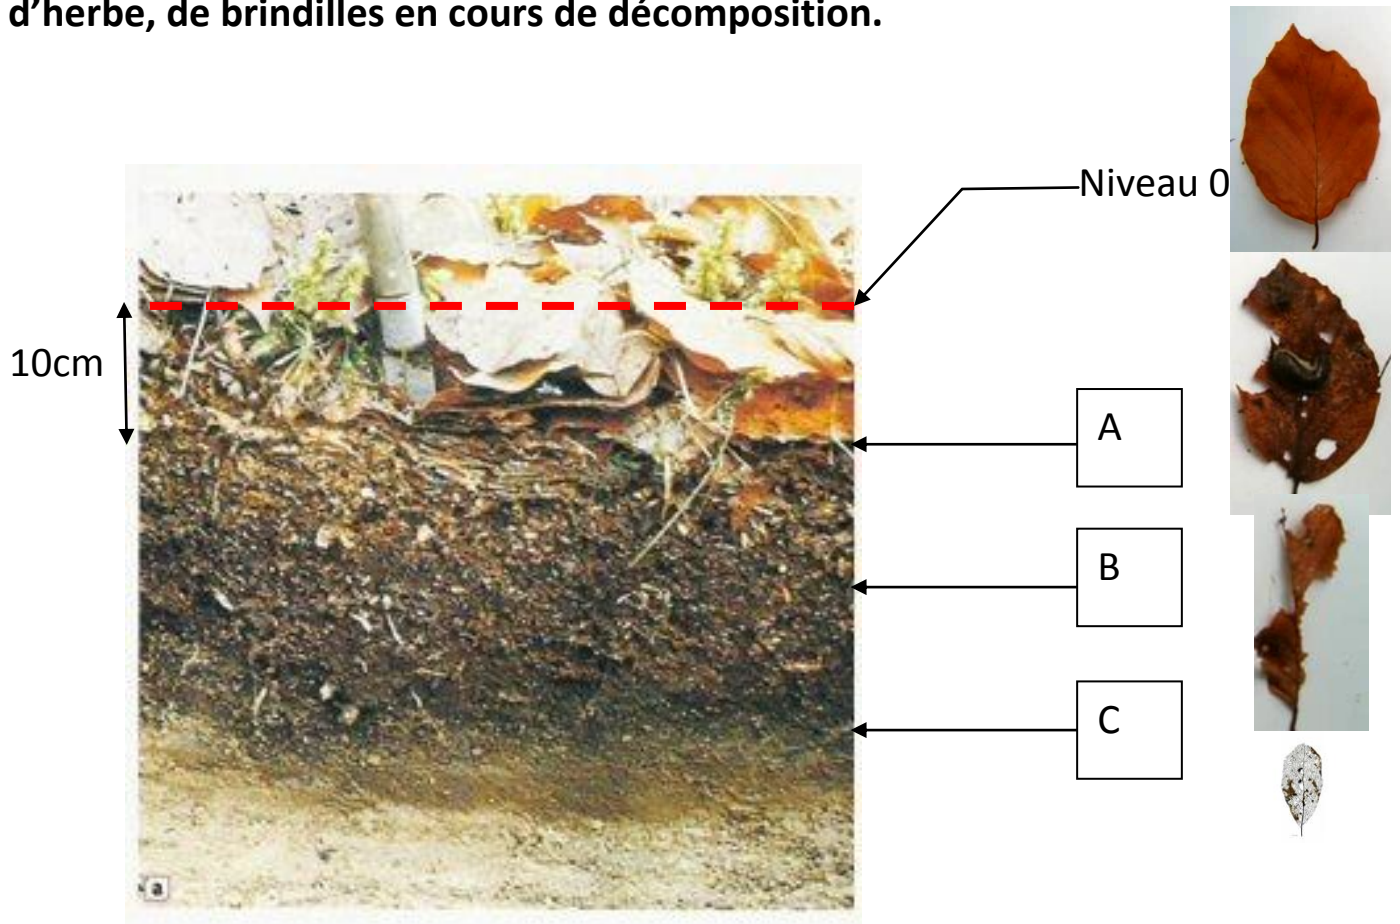 d'herbe, de brindilles en cours de décomposition.
Niveau 0
10cm
A
B
C
a